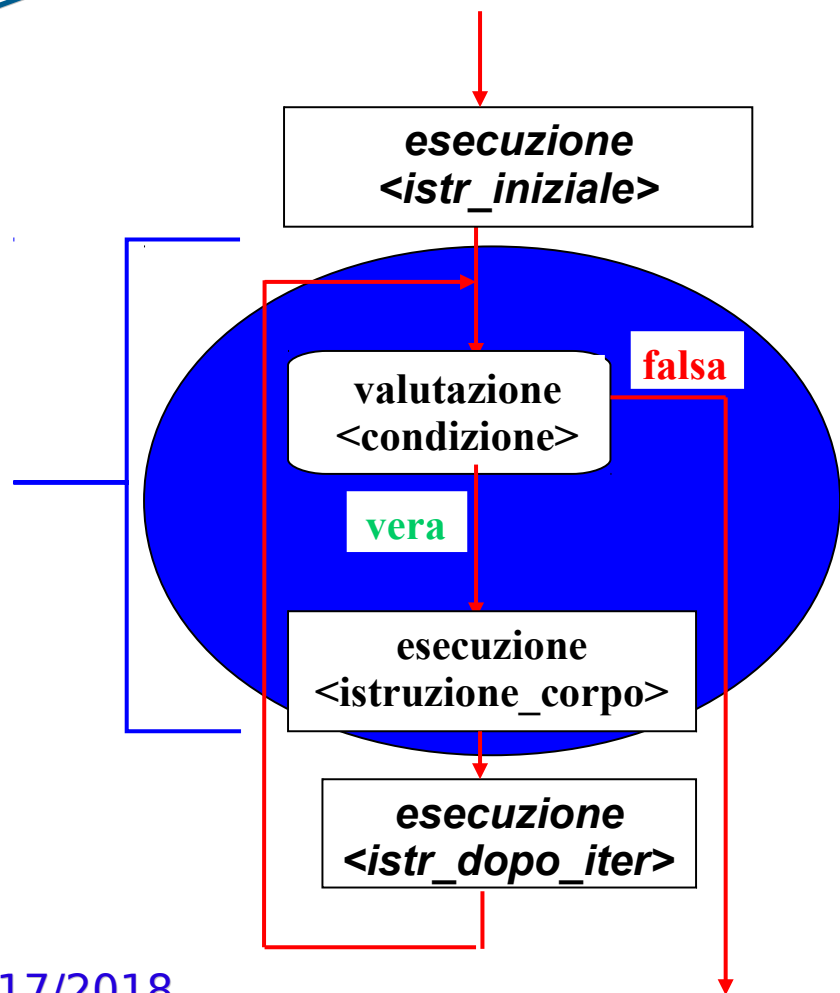 esecuzione
<istr_iniziale>
valutazione
<condizione>
falsa
vera
esecuzione
<istruzione_corpo>
esecuzione
<istr_dopo_iter>
17/2018